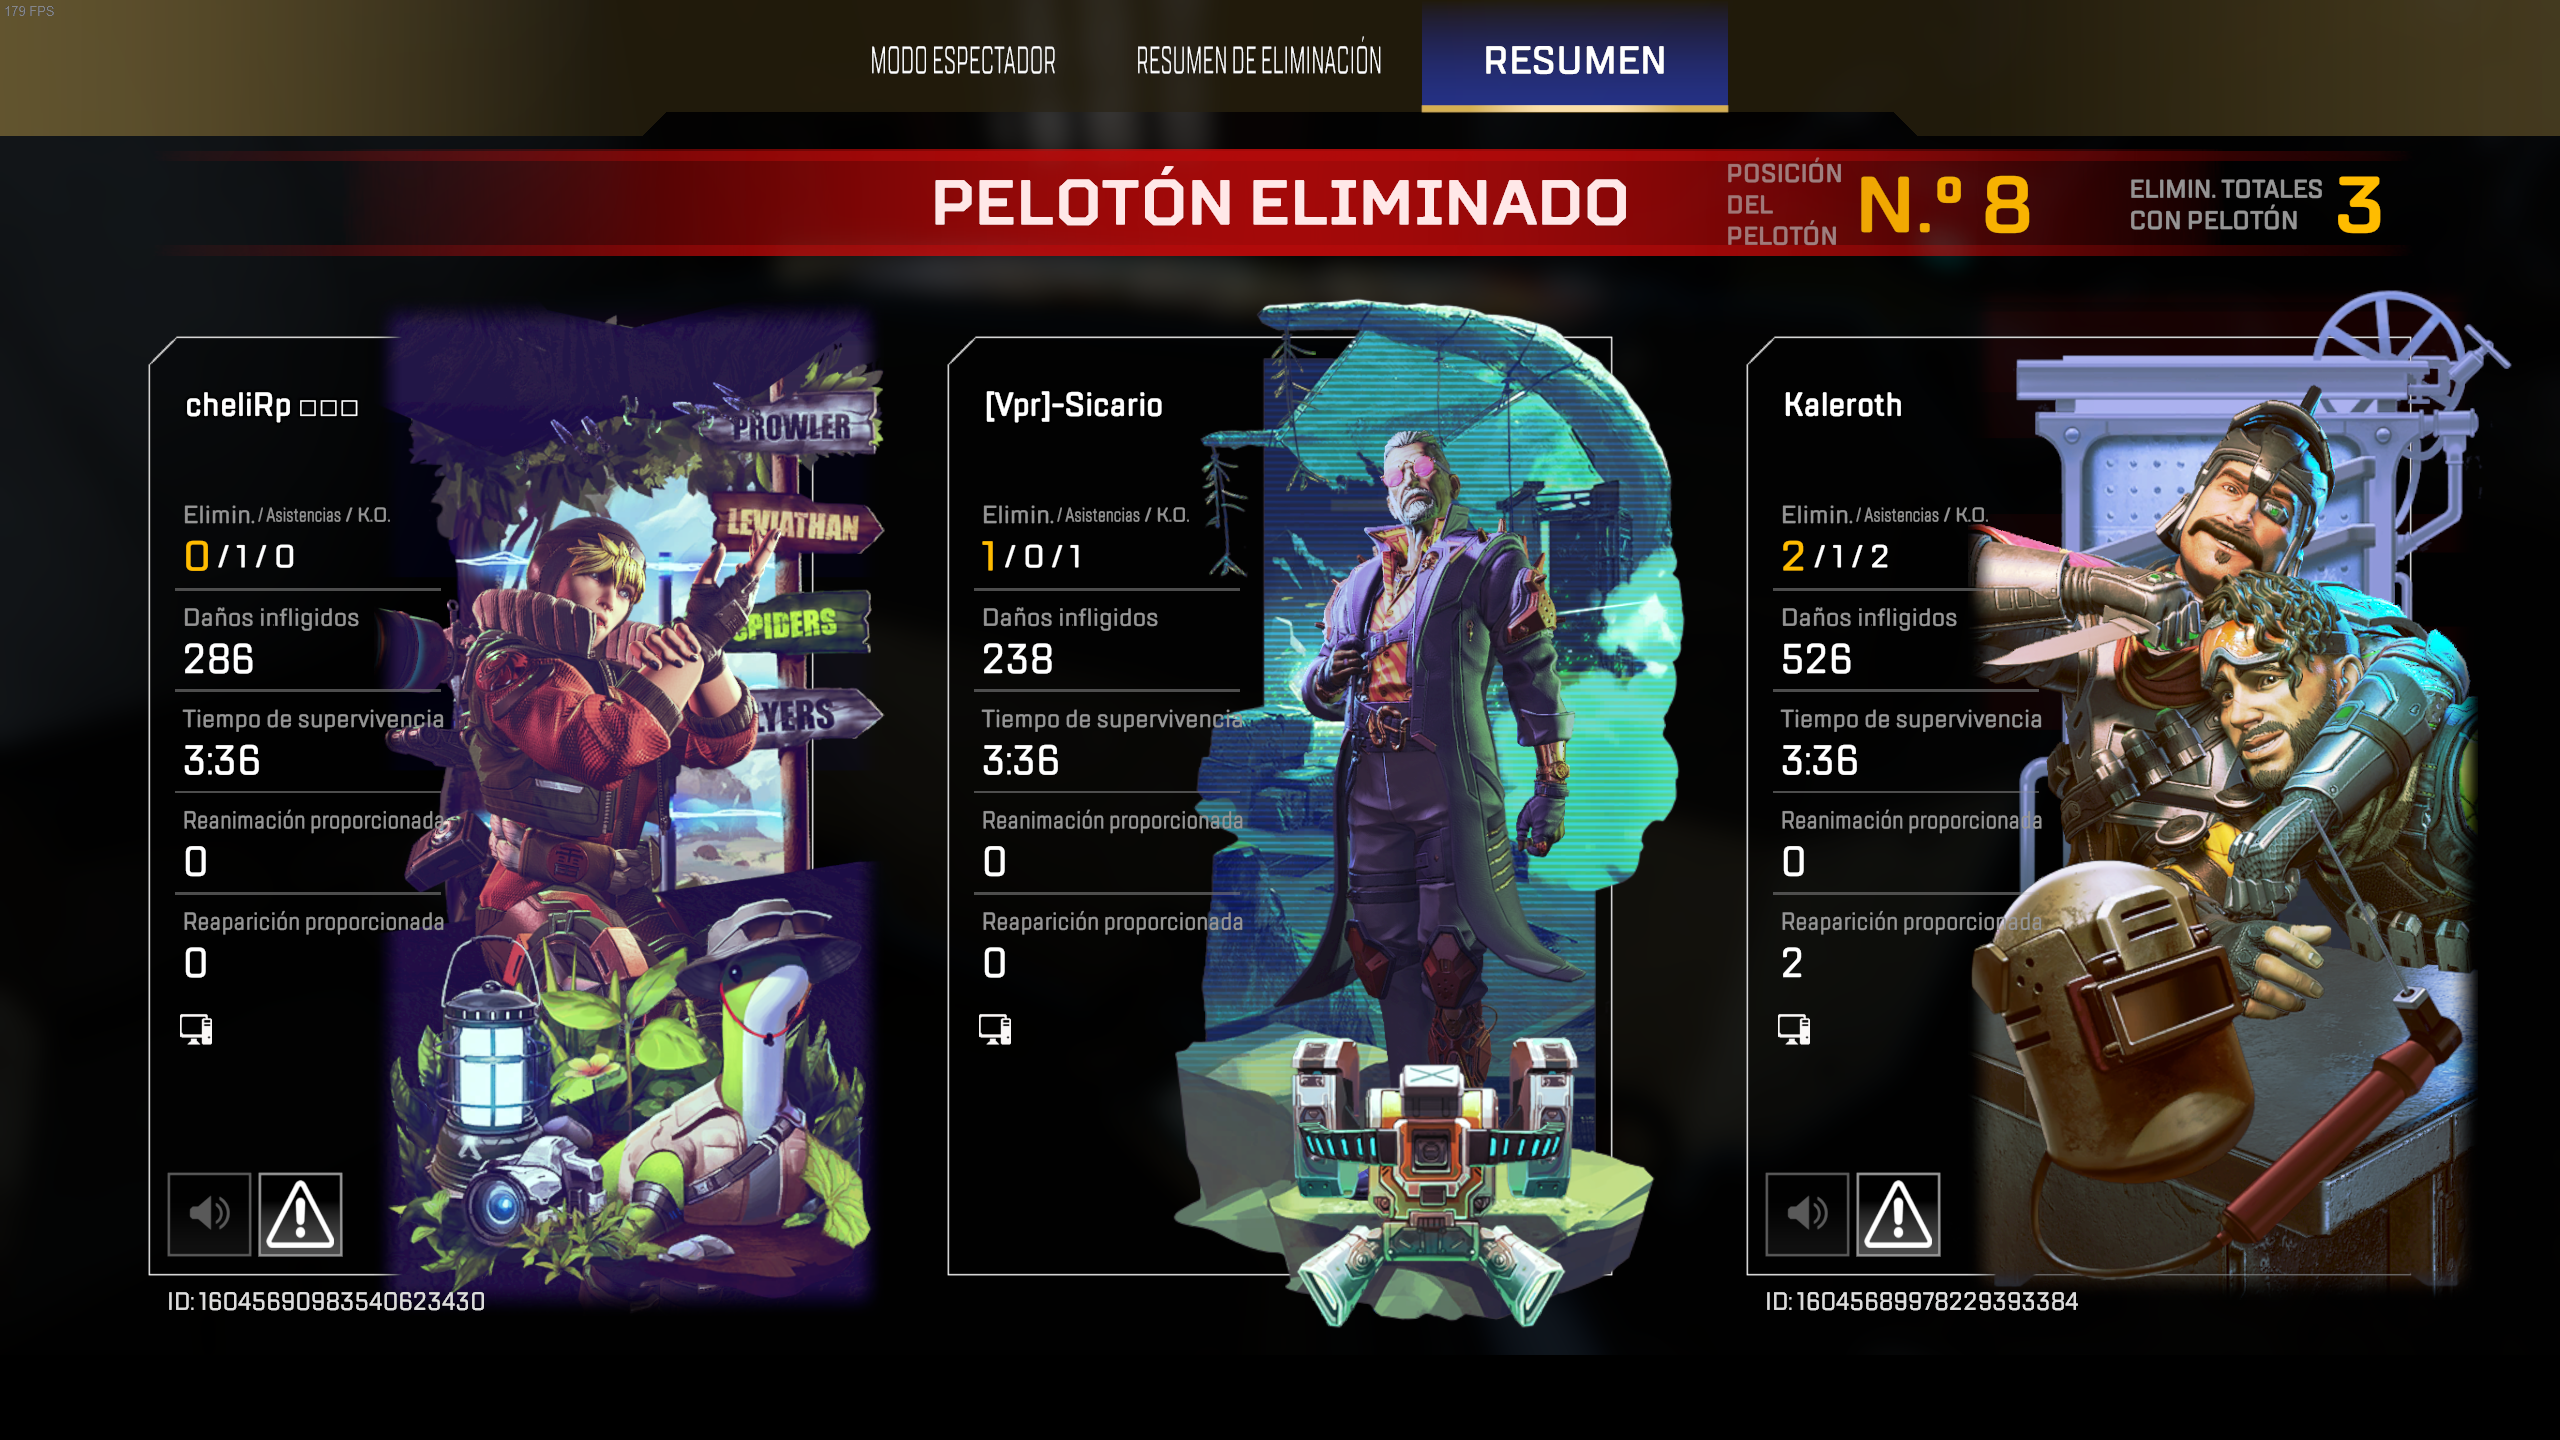 179 FPS
MODO ESPECTADOR
RESUMEN DE ELIMINACIÓN
RESUMEN
PELOTÓN ELIMINADO
POSICIÓN
DEL
PELOTÓN
N.º 8
ELIMIN. TOTALES
CON PELOTÓN
3
cheliRp □□□
Elimin. / Asistencias / K.O.
0 / 1 / 0
Daños infligidos
286
Tiempo de supervivencia
3:36
Reanimación proporcionada
0
Reaparición proporcionada
0
ID: 16045690983540623430
PROWLER
LEVIATHAN
SPIDERS
[Vpr]-Sicario
Elimin. / Asistencias / K.O.
1 / 0 / 1
Daños infligidos
238
Tiempo de supervivencia
3:36
Reanimación proporcionada
0
Reaparición proporcionada
0
Kaleroth
Elimin. / Asistencias / K.O.
2 / 1 / 2
Daños infligidos
526
Tiempo de supervivencia
3:36
Reanimación proporcionada
0
Reaparición proporcionada
2
ID: 16045689978229393384